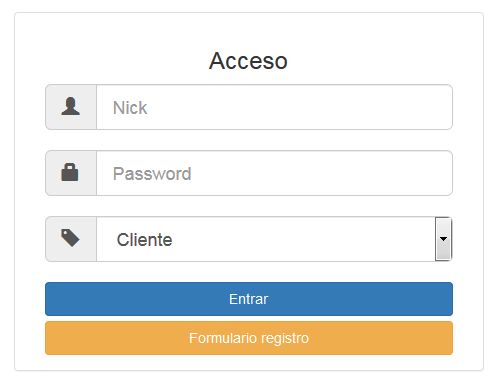 Acceso
Nick
Password
Cliente
Entrar
Formulario registro